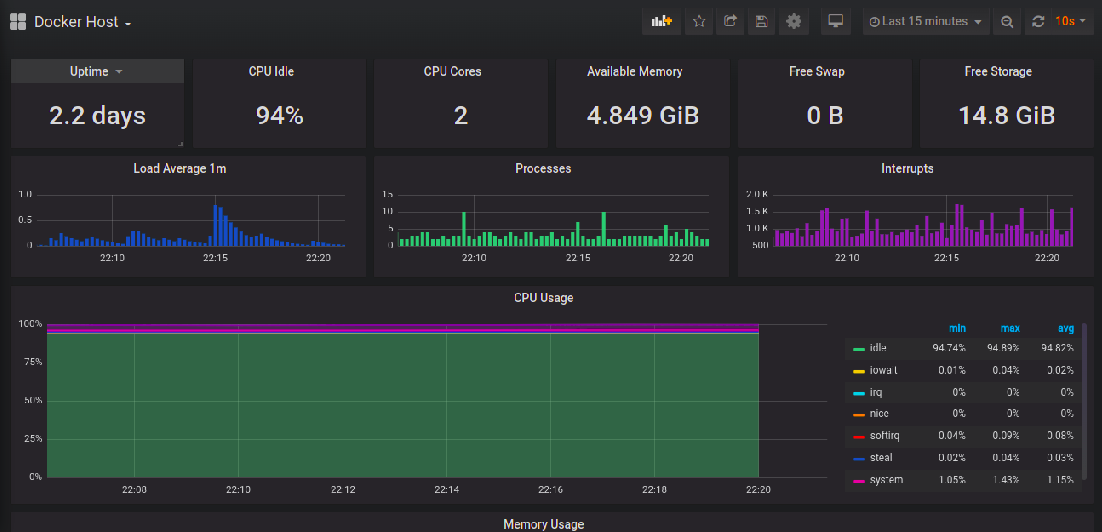 Docker Host
Last 15 minutes
10s
Uptime
CPU Idle
CPU Cores
Available Memory
Free Swap
Free Storage
2.2 days
94%
2
4.849 GiB
0 B
14.8 GiB
Load Average 1m
1.0
0.5
0
22:10 22:15 22:20
Processes
15
10
5
0
22:10 22:15 22:20
Interrupts
2.0 K
1.5 K
1.0 K
500
22:10 22:15 22:20
CPU Usage
100%
75%
50%
25%
0%
22:08 22:10 22:12 22:14 22:16 22:18 22:20
min max avg
idle 94.74% 94.89% 94.82%
iowait 0.01% 0.04% 0.02%
irq 0% 0% 0%
nice 0% 0% 0%
softirq 0.04% 0.09% 0.08%
steal 0.02% 0.04% 0.03%
system 1.05% 1.43% 1.15%
Memory Usage